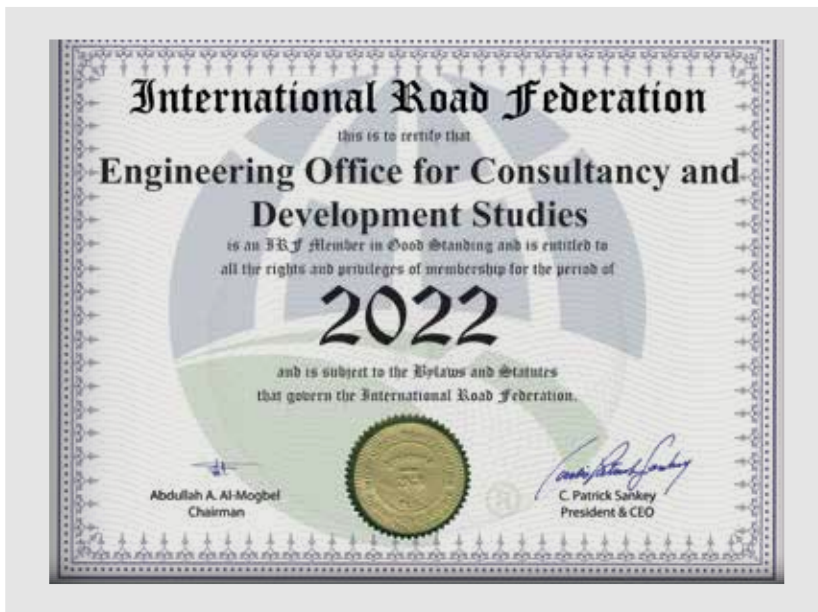 International Road Federation
this is to certify that
Engineering Office for Consultancy and
Development Studies
is an IRF Member in Good Standing and is entitled to
all the rights and privileges of membership for the period of
2022
and is subject to the Bylaws and Statutes
that govern the International Road Federation.
Abdullah A. Al-Mogbel
Chairman
C. Patrick Sankey
President & CEO
®